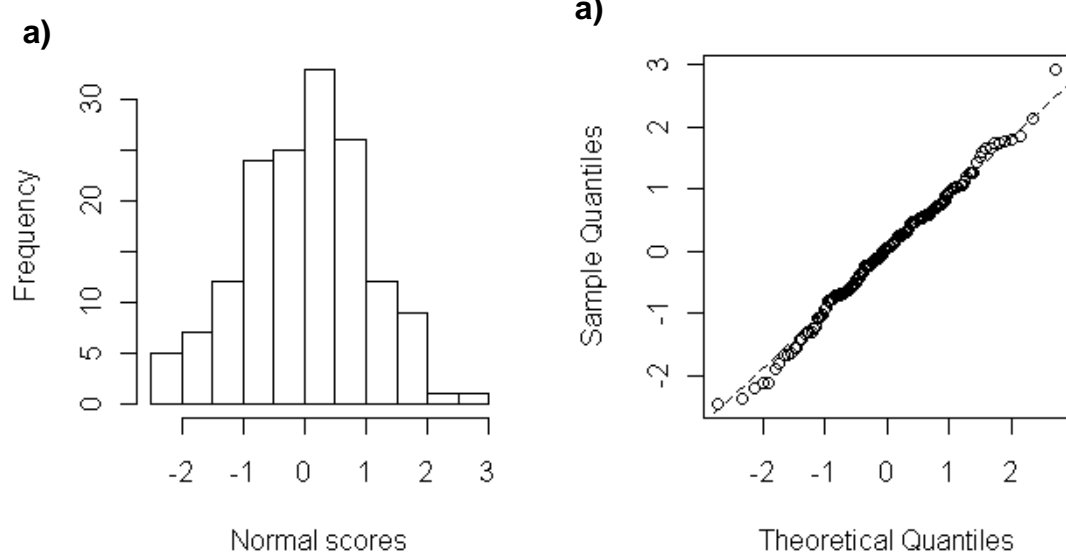 a)
Frequency
0 5 10 20 30
-2 -1 0 1 2 3
Normal scores
a)
Sample Quantiles
-2 -1 0 1 2 3
-2 -1 0 1 2
Theoretical Quantiles